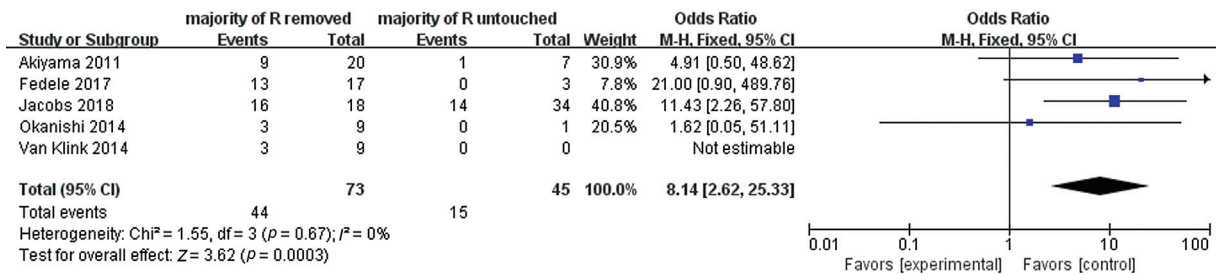 majority of R removed majority of R untouched Odds Ratio Odds Ratio
Study or Subgroup Events Total Events Total Weight M-H, Fixed, 95% CI M-H, Fixed, 95% CI
Akiyama 2011 9 20 1 7 30.9% 4.91 [0.50, 48.62]
Fedele 2017 13 17 0 3 7.8% 21.00 [0.90, 489.76]
Jacobs 2018 16 18 14 34 40.8% 11.43 [2.26, 57.80]
Okanishi 2014 3 9 0 1 20.5% 1.62 [0.05, 51.11]
Van Klink 2014 3 9 0 0 Not estimable
Total (95% CI) 73 45 100.0% 8.14 [2.62, 25.33]
Total events 44 15
Heterogeneity: Chi² = 1.55, df = 3 (p = 0.67); I² = 0%
Test for overall effect: Z = 3.62 (p = 0.0003)
0.01 0.1 1 10 100
Favors [experimental] Favors [control]